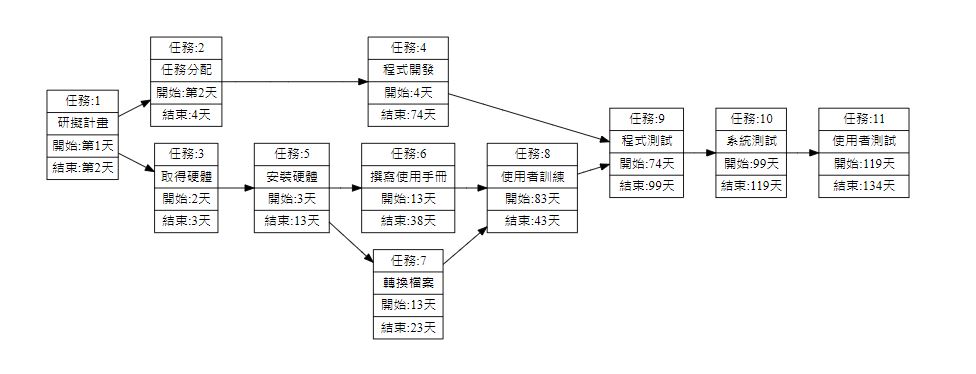 任務:1
研擬計畫
開始:第1天
結束:第2天
任務:2
任務分配
開始:第2天
結束:4天
任務:3
取得硬體
開始:2天
結束:3天
任務:4
程式開發
開始:4天
結束:74天
任務:5
安裝硬體
開始:3天
結束:13天
任務:6
撰寫使用手冊
開始:13天
結束:38天
任務:7
轉換檔案
開始:13天
結束:23天
任務:8
使用者訓練
開始:83天
結束:43天
任務:9
程式測試
開始:74天
結束:99天
任務:10
系統測試
開始:99天
結束:119天
任務:11
使用者測試
開始:119天
結束:134天